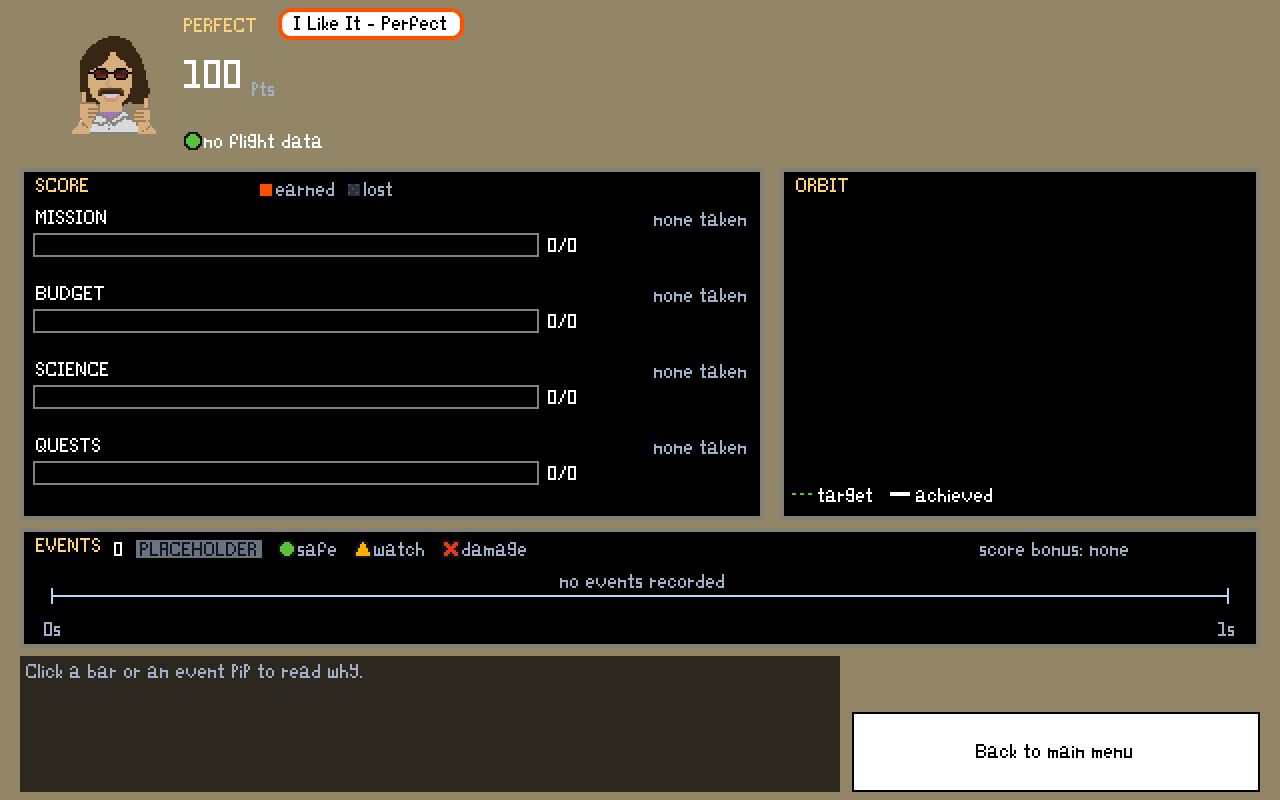 PERFECT
I Like It - Perfect
100 Pts
no flight data
SCORE
earned
lost
MISSION
none taken
0/0
BUDGET
none taken
0/0
SCIENCE
none taken
0/0
QUESTS
none taken
0/0
ORBIT
target
achieved
EVENTS 0 PLACEHOLDER safe watch damage
score bonus: none
no events recorded
0s
1s
Click a bar or an event pip to read why.
Back to main menu